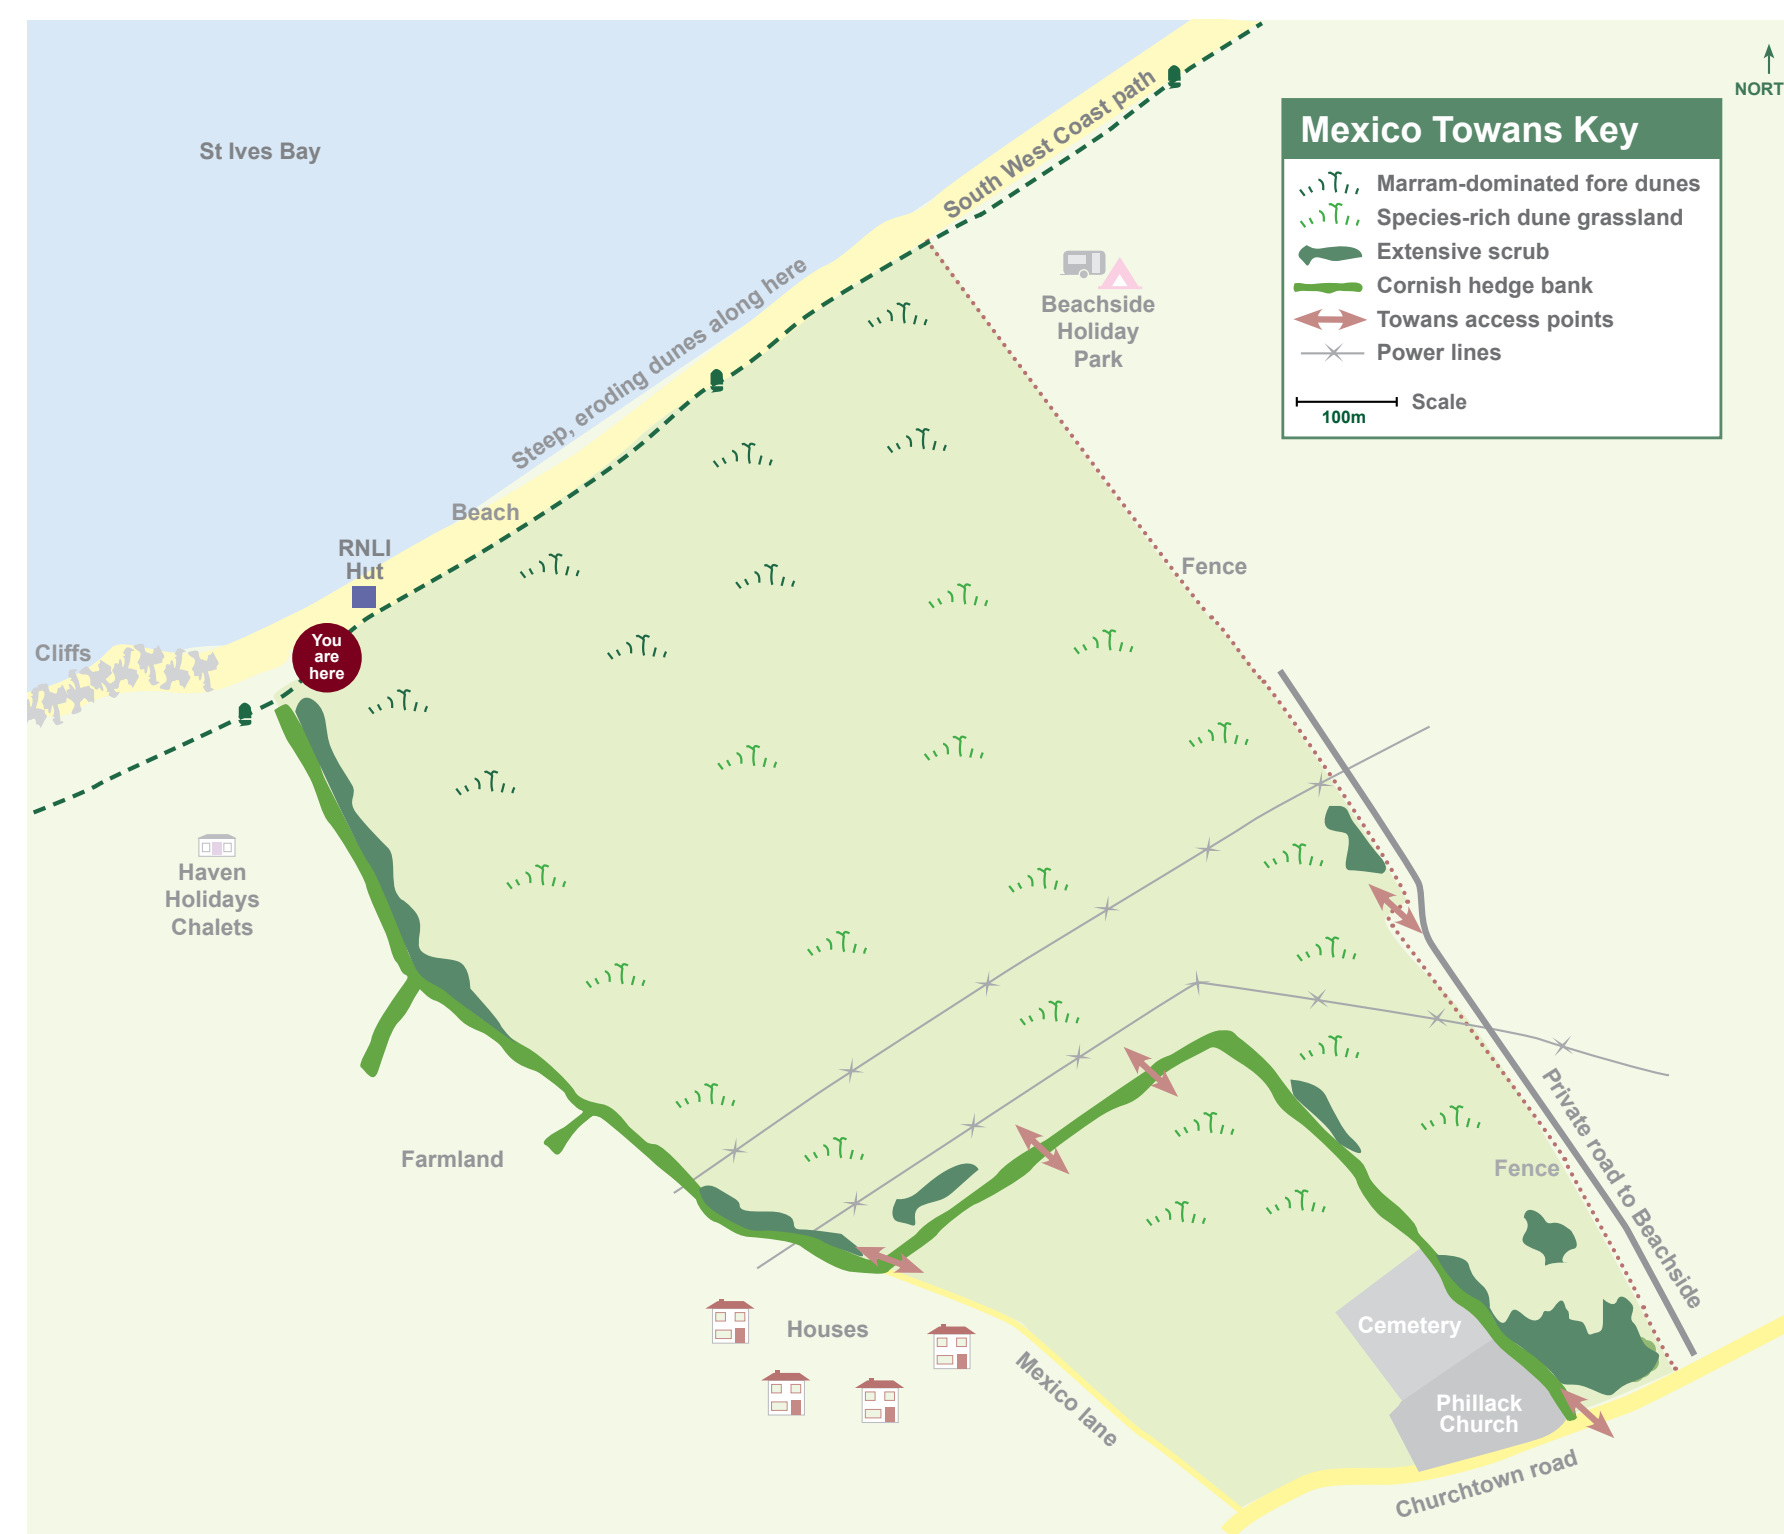 NORT
Mexico Towans Key
Marram-dominated fore dunes
Species-rich dune grassland
Extensive scrub
Cornish hedge bank
Towans access points
Power lines
Scale
100m
St Ives Bay
South West Coast path
Steep, eroding dunes along here
Beachside
Holiday
Park
Beach
RNLI
Hut
Fence
You
are
here
Cliffs
Haven
Holidays
Chalets
Farmland
Private road to Beachside
Fence
Houses
Cemetery
Mexico lane
Phillack
Church
Churchtown road